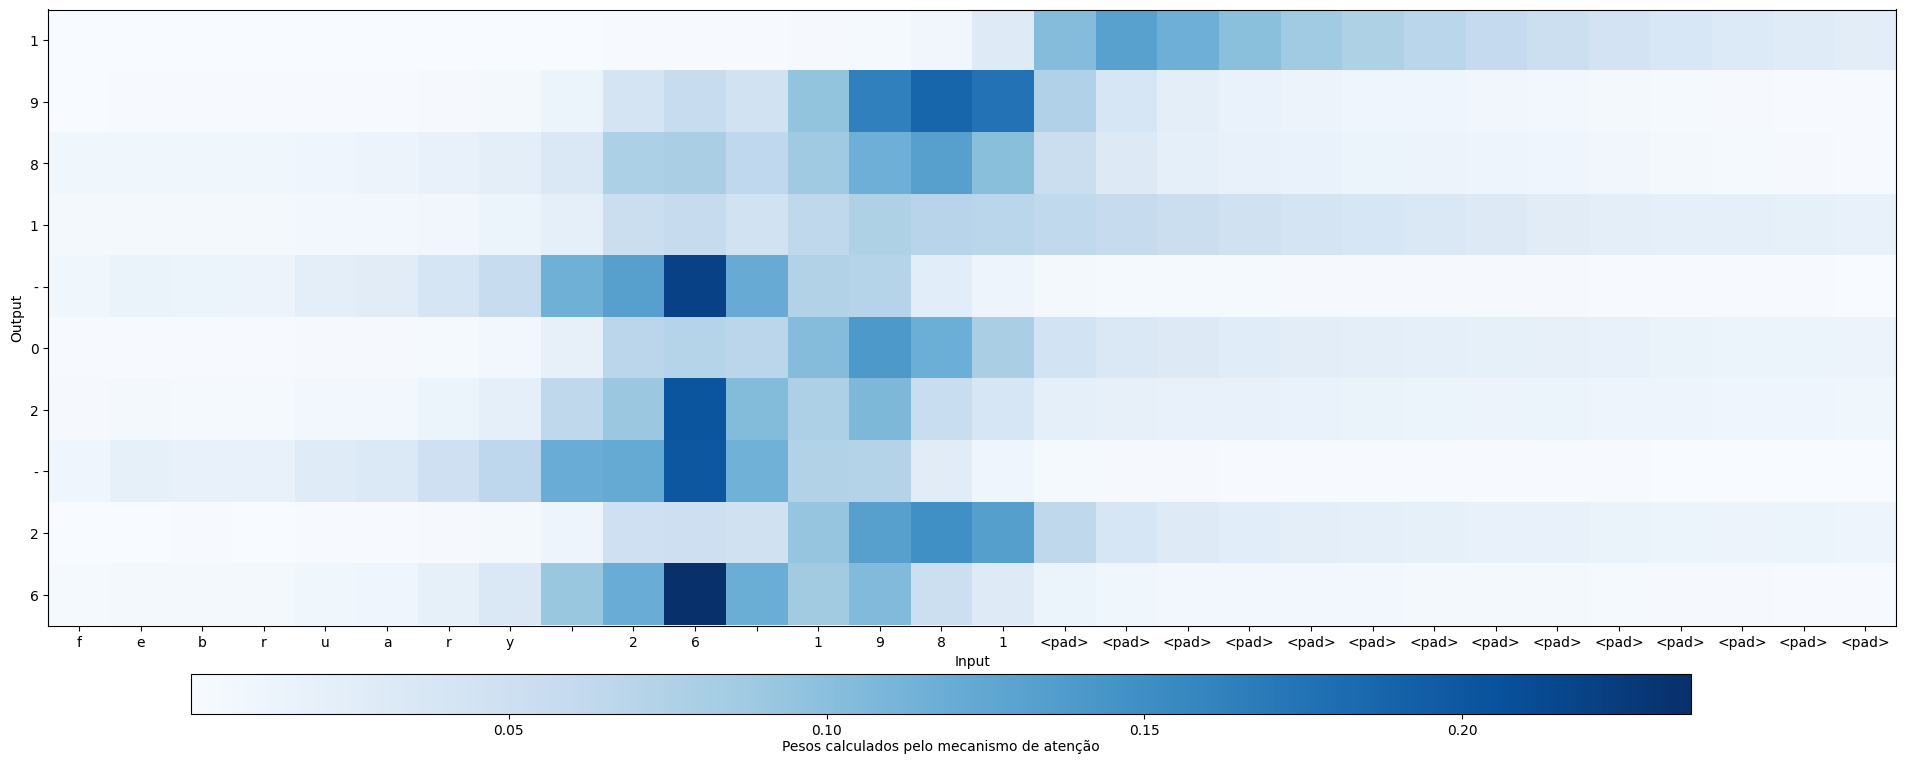 1
9
8
1
-
0
2
-
2
6
Output
f e b r u a r y 2 6 1 9 8 1 <pad> <pad> <pad> <pad> <pad> <pad> <pad> <pad> <pad> <pad> <pad> <pad> <pad> <pad>
Input
0.05 0.10 0.15 0.20
Pesos calculados pelo mecanismo de atenção